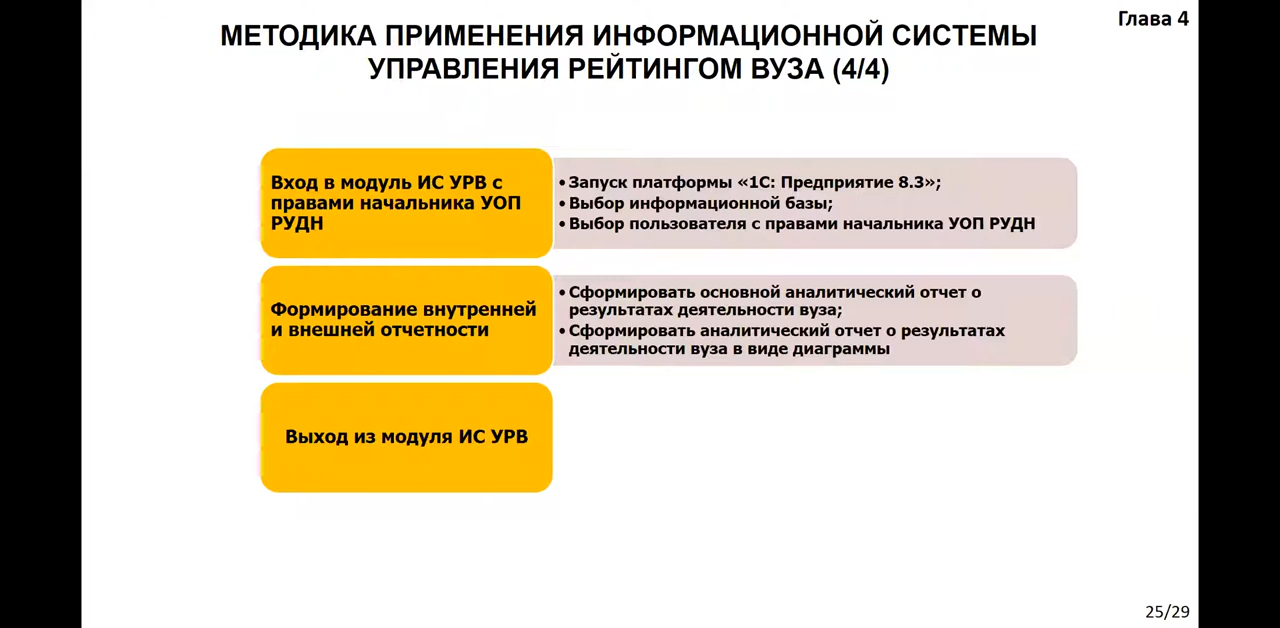 Глава 4
МЕТОДИКА ПРИМЕНЕНИЯ ИНФОРМАЦИОННОЙ СИСТЕМЫ
УПРАВЛЕНИЯ РЕЙТИНГОМ ВУЗА (4/4)
Вход в модуль ИС УРВ с
правами начальника УОП
РУДН
• Запуск платформы «1С: Предприятие 8.3»;
• Выбор информационной базы;
• Выбор пользователя с правами начальника УОП РУДН
Формирование внутренней
и внешней отчетности
• Сформировать основной аналитический отчет о
результатах деятельности вуза;
• Сформировать аналитический отчет о результатах
деятельности вуза в виде диаграммы
Выход из модуля ИС УРВ
25/29